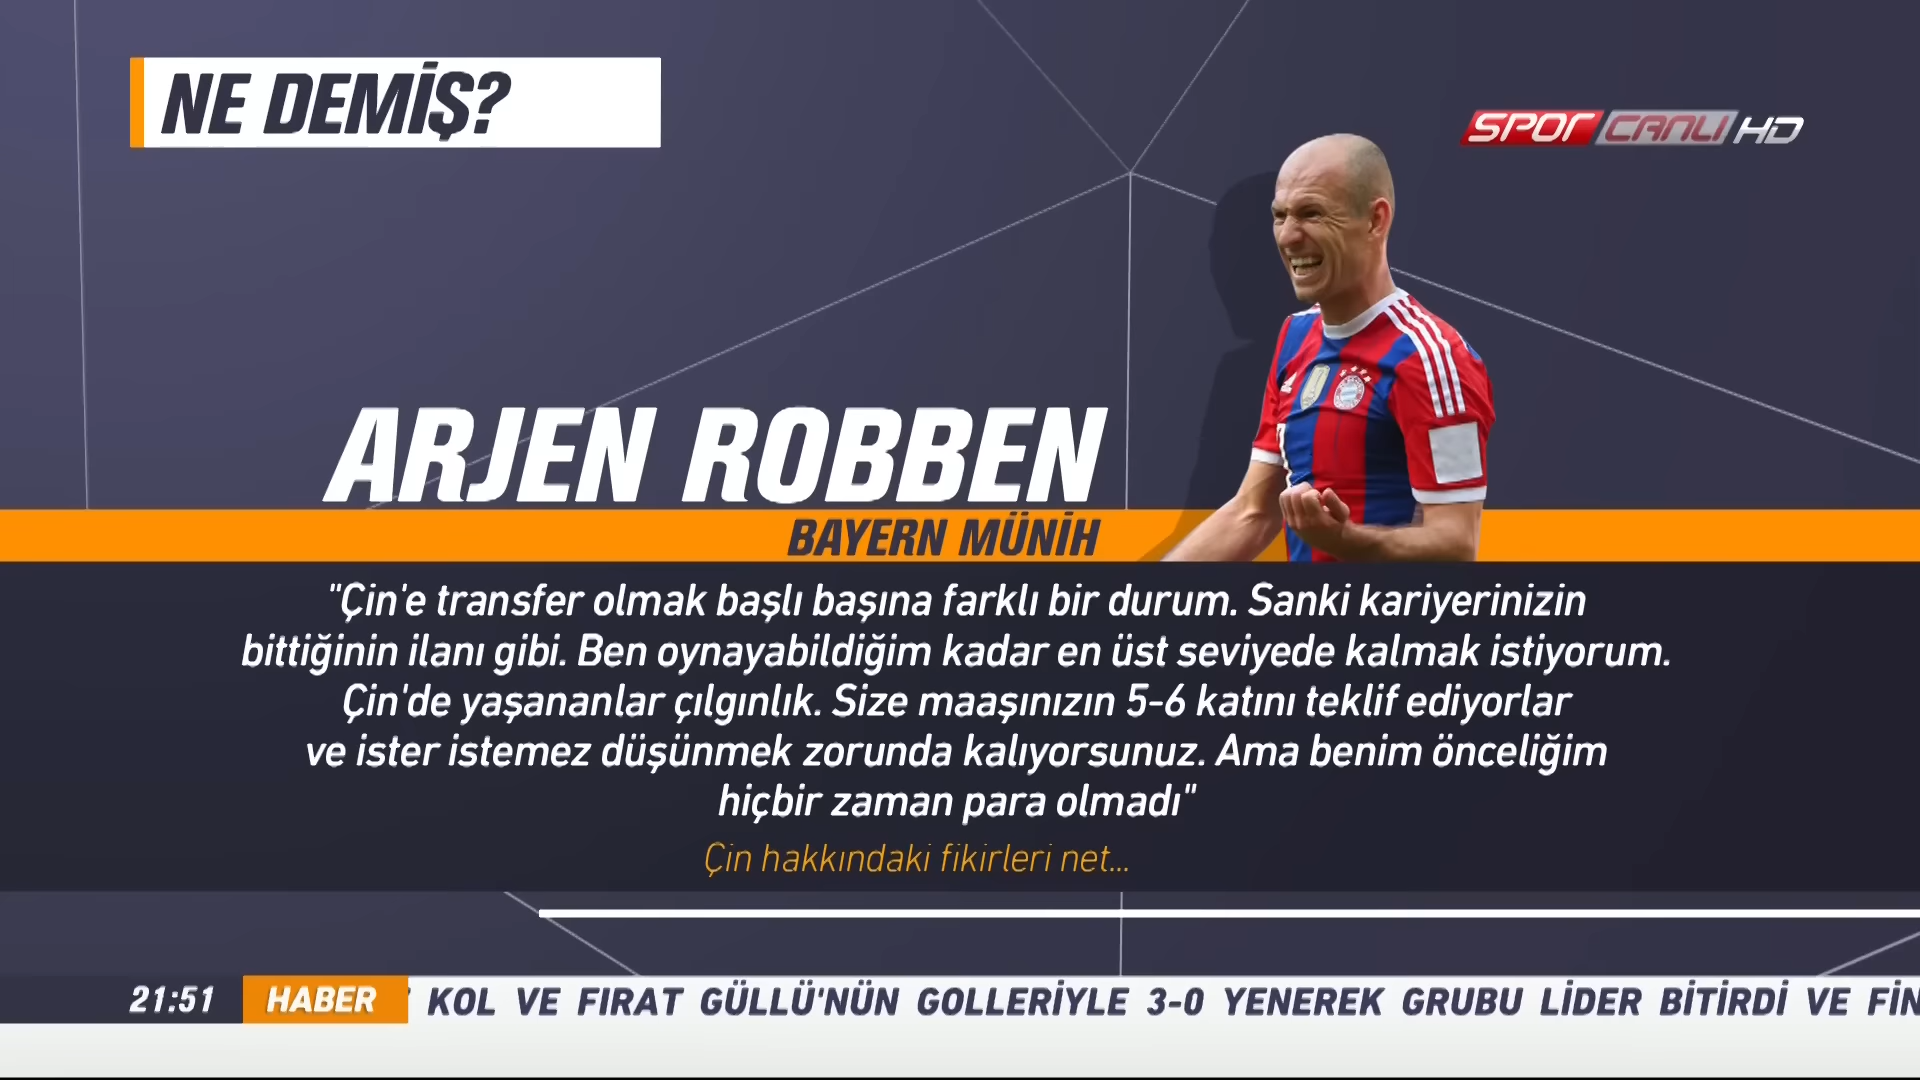 NE DEMİŞ?
SPOR CANLI HD
ARJEN ROBBEN
BAYERN MÜNİH
"Çin'e transfer olmak başlı başına farklı bir durum. Sanki kariyerinizin
bittiğinin ilanı gibi. Ben oynayabildiğim kadar en üst seviyede kalmak istiyorum.
Çin'de yaşananlar çılgınlık. Size maaşınızın 5-6 katını teklif ediyorlar
ve ister istemez düşünmek zorunda kalıyorsunuz. Ama benim önceliğim
hiçbir zaman para olmadı"
Çin hakkındaki fikirleri net...
21:51 HABER KOL VE FIRAT GÜLLÜ'NÜN GOLLERİYLE 3-0 YENEREK GRUBU LİDER BİTİRDİ VE FİN